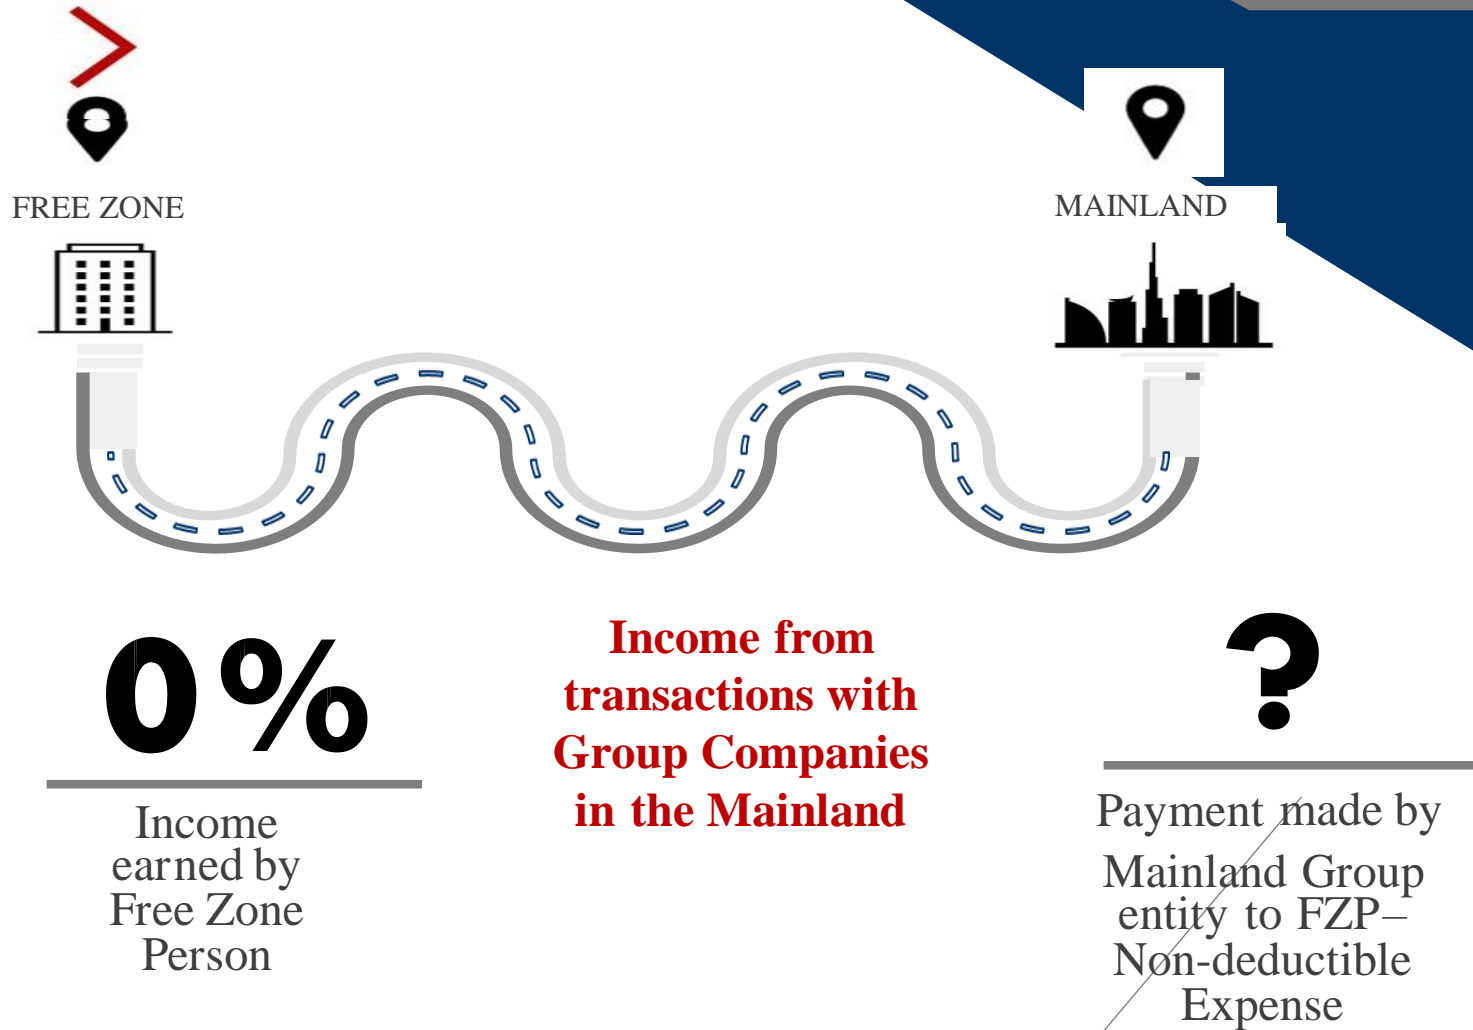 FREE ZONE
MAINLAND
0%
Income
earned by
Free Zone
Person
Income from
transactions with
Group Companies
in the Mainland
?
Payment made by
Mainland Group
entity to FZP–
Non-deductible
Expense